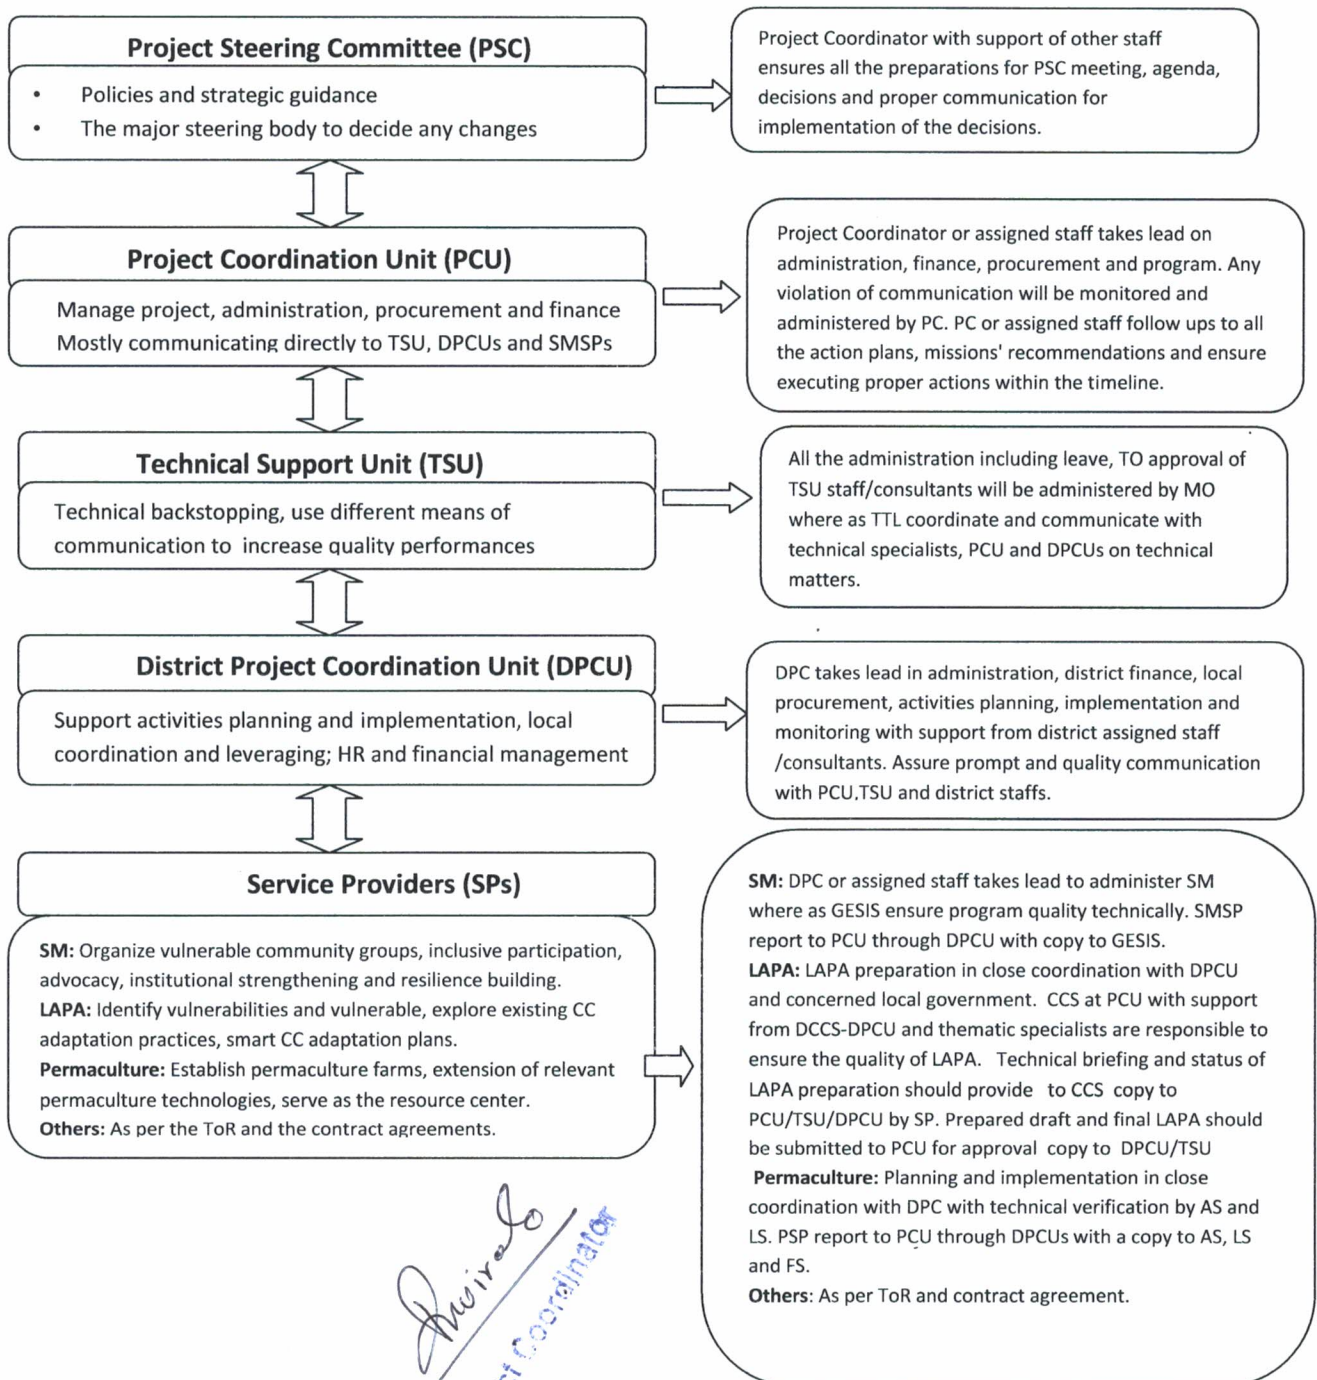 Project Steering Committee (PSC)
• Policies and strategic guidance
• The major steering body to decide any changes
Project Coordinator with support of other staff
ensures all the preparations for PSC meeting, agenda,
decisions and proper communication for
implementation of the decisions.
Project Coordination Unit (PCU)
Manage project, administration, procurement and finance
Mostly communicating directly to TSU, DPCUs and SMSPs
Project Coordinator or assigned staff takes lead on
administration, finance, procurement and program. Any
violation of communication will be monitored and
administered by PC. PC or assigned staff follow ups to all
the action plans, missions' recommendations and ensure
executing proper actions within the timeline.
Technical Support Unit (TSU)
Technical backstopping, use different means of
communication to increase quality performances
All the administration including leave, TO approval of
TSU staff/consultants will be administered by MO
where as TTL coordinate and communicate with
technical specialists, PCU and DPCUs on technical
matters.
District Project Coordination Unit (DPCU)
Support activities planning and implementation, local
coordination and leveraging; HR and financial management
DPC takes lead in administration, district finance, local
procurement, activities planning, implementation and
monitoring with support from district assigned staff
/consultants. Assure prompt and quality communication
with PCU,TSU and district staffs.
Service Providers (SPs)
SM: Organize vulnerable community groups, inclusive participation,
advocacy, institutional strengthening and resilience building.
LAPA: Identify vulnerabilities and vulnerable, explore existing CC
adaptation practices, smart CC adaptation plans.
Permaculture: Establish permaculture farms, extension of relevant
permaculture technologies, serve as the resource center.
Others: As per the ToR and the contract agreements.
SM: DPC or assigned staff takes lead to administer SM
where as GESIS ensure program quality technically. SMSP
report to PCU through DPCU with copy to GESIS.
LAPA: LAPA preparation in close coordination with DPCU
and concerned local government. CCS at PCU with support
from DCCS-DPCU and thematic specialists are responsible to
ensure the quality of LAPA. Technical briefing and status of
LAPA preparation should provide to CCS copy to
PCU/TSU/DPCU by SP. Prepared draft and final LAPA should
be submitted to PCU for approval copy to DPCU/TSU
Permaculture: Planning and implementation in close
coordination with DPC with technical verification by AS and
LS. PSP report to PCU through DPCUs with a copy to AS, LS
and FS.
Others: As per ToR and contract agreement.
Coordinator